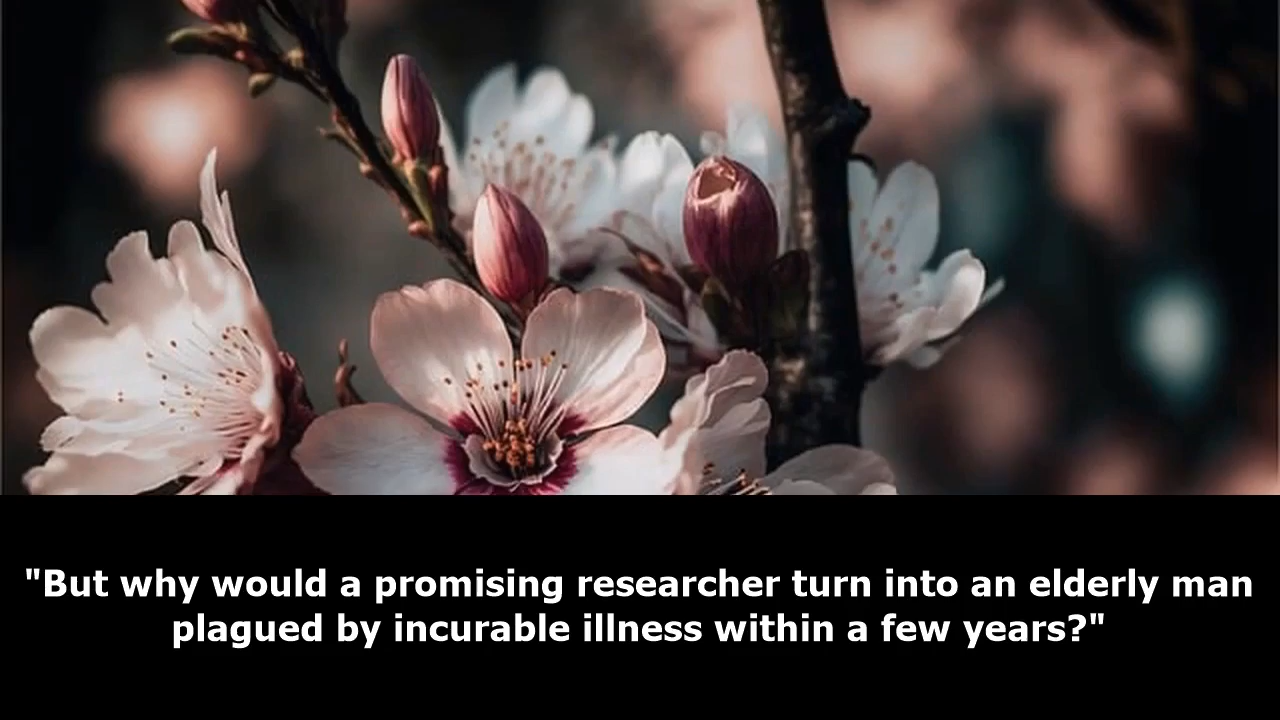 "But why would a promising researcher turn into an elderly man
plagued by incurable illness within a few years?"